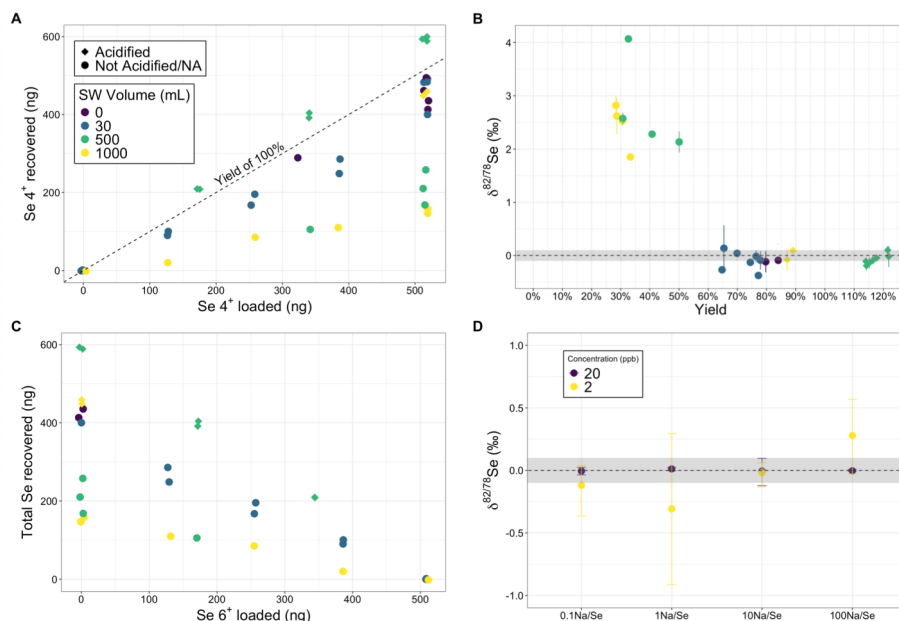 A
600
400
200
0
Se 4⁺ recovered (ng)
Acidified
Not Acidified/NA
SW Volume (mL)
0
30
500
1000
Yield of 100%
0 100 200 300 400 500
Se 4⁺ loaded (ng)
B
4
3
2
1
0
δ⁸²/⁷⁸Se (‰)
0% 10% 20% 30% 40% 50% 60% 70% 80% 90% 100% 110% 120%
Yield
C
600
400
200
0
Total Se recovered (ng)
0 100 200 300 400 500
Se 6⁺ loaded (ng)
D
1.0
0.5
0.0
-0.5
-1.0
δ⁸²/⁷⁸Se (‰)
Concentration (ppb)
20
2
0.1Na/Se 1Na/Se 10Na/Se 100Na/Se